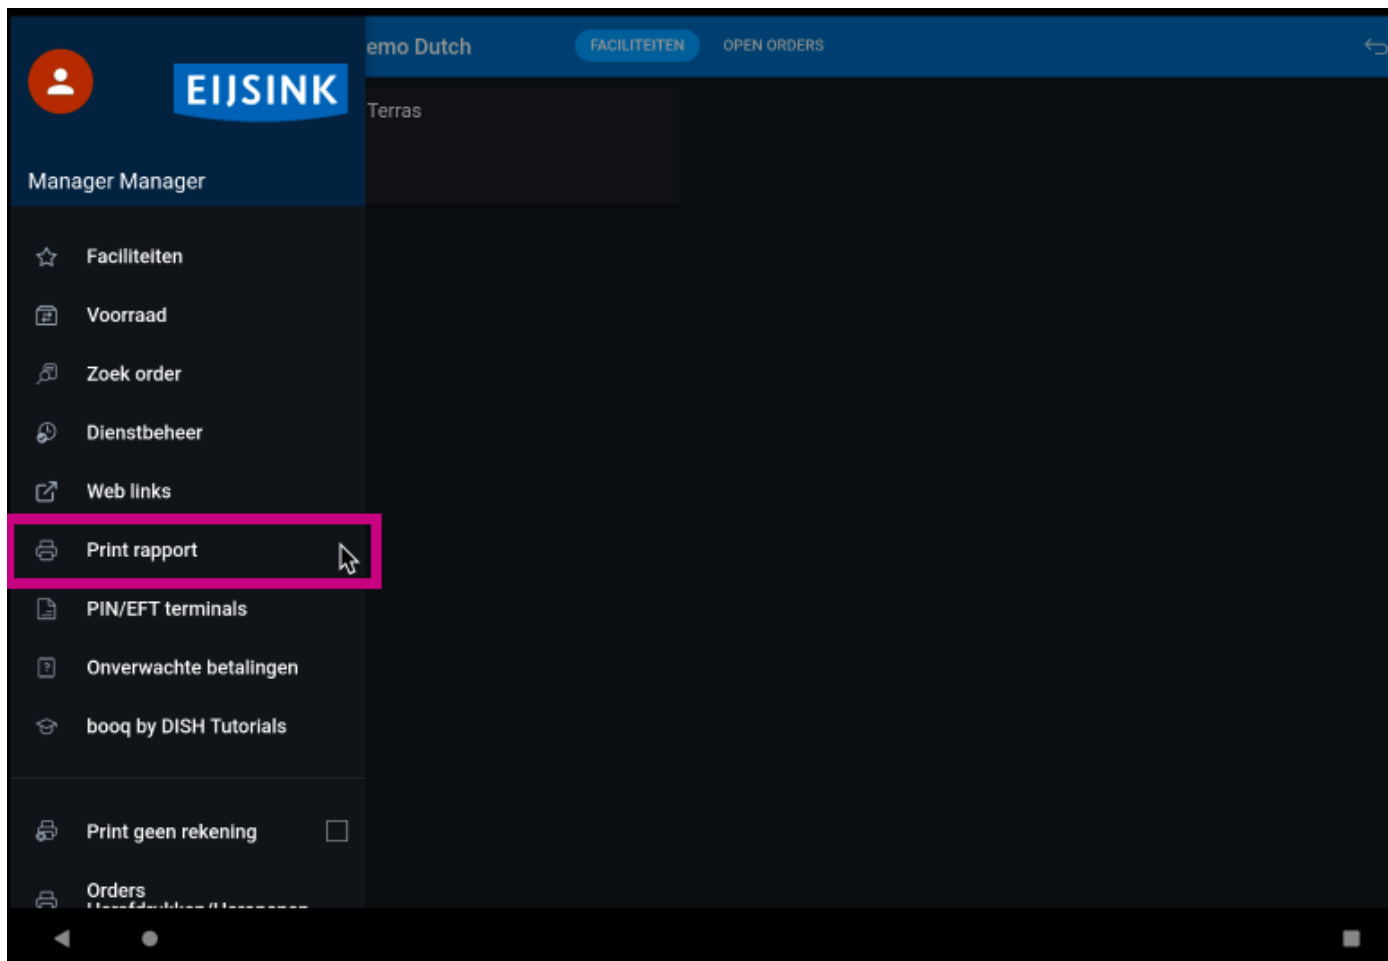 EIJSINK
emo Dutch
FACILITEITEN
OPEN ORDERS
Terras
Manager Manager
Faciliteiten
Voorraad
Zoek order
Dienstbeheer
Web links
Print rapport
PIN/EFT terminals
Onverwachte betalingen
booq by DISH Tutorials
Print geen rekening
Orders